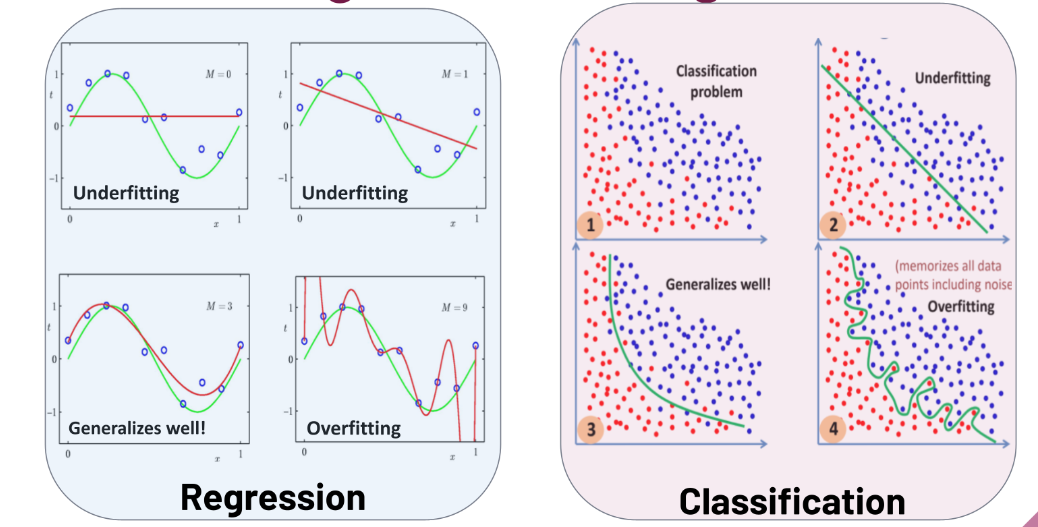 1
t
0
−1
M = 0
Underfitting
0
1
x
1
t
0
−1
M = 1
Underfitting
0
1
x
1
t
0
−1
M = 3
Generalizes well!
0
1
x
1
t
0
−1
M = 9
Overfitting
0
1
x
Regression
Classification
problem
1
Underfitting
2
Generalizes well!
3
(memorizes all data
points including noise
Overfitting
4
Classification